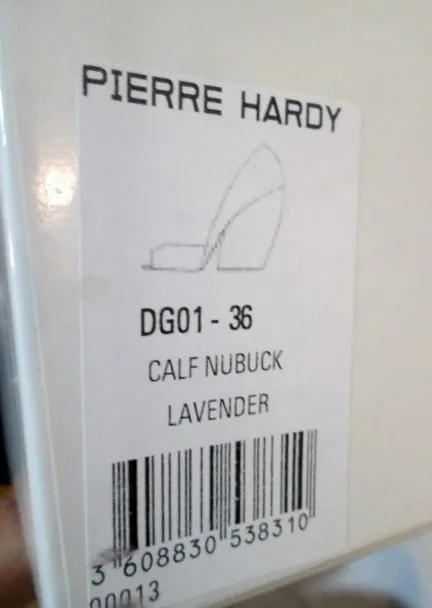 PIERRE HARDY
DG01 - 36
CALF NUBUCK
LAVENDER
3 608830 538310
00013